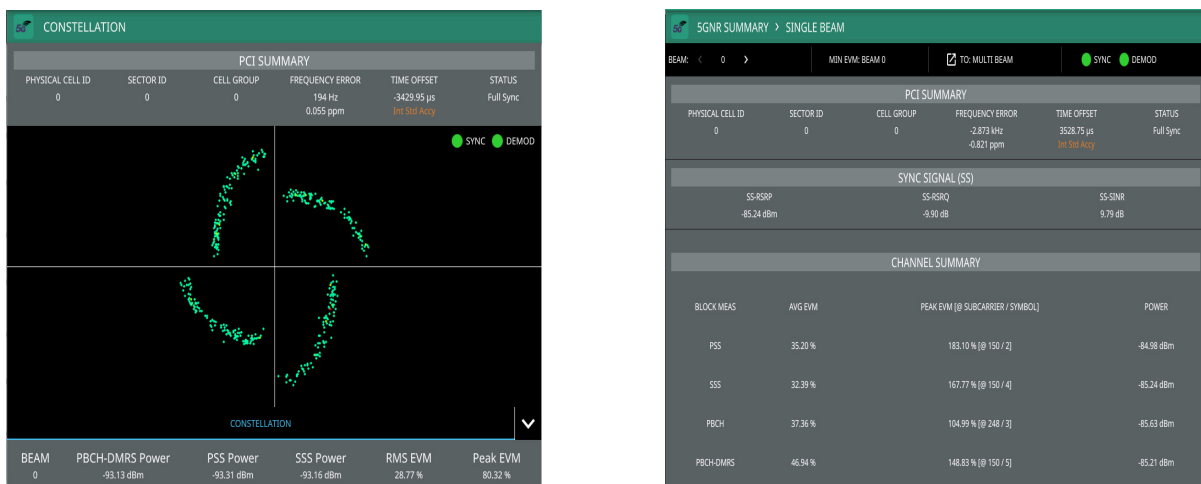 5G CONSTELLATION
PCI SUMMARY
PHYSICAL CELL ID SECTOR ID CELL GROUP FREQUENCY ERROR TIME OFFSET STATUS
0 0 0 194 Hz -3429.95 µs Full Sync
0.055 ppm Int Std Accy
SYNC DEMOD
CONSTELLATION
BEAM PBCH-DMRS Power PSS Power SSS Power RMS EVM Peak EVM
0 -93.13 dBm -93.31 dBm -93.16 dBm 28.77 % 80.32 %
5G 5GNR SUMMARY > SINGLE BEAM
BEAM: < 0 > MIN EVM: BEAM 0 TO: MULTI BEAM SYNC DEMOD
PCI SUMMARY
PHYSICAL CELL ID SECTOR ID CELL GROUP FREQUENCY ERROR TIME OFFSET STATUS
0 0 0 -2.873 kHz 3528.75 µs Full Sync
-0.821 ppm Int Std Accy
SYNC SIGNAL (SS)
SS-RSRP SS-RSRQ SS-SINR
-85.24 dBm -9.90 dB 9.79 dB
CHANNEL SUMMARY
BLOCK MEAS AVG EVM PEAK EVM [@ SUBCARRIER / SYMBOL] POWER
PSS 35.20 % 183.10 % [@ 150 / 2] -84.98 dBm
SSS 32.39 % 167.77 % [@ 150 / 4] -85.24 dBm
PBCH 37.36 % 104.99 % [@ 248 / 3] -85.63 dBm
PBCH-DMRS 46.94 % 148.83 % [@ 150 / 5] -85.21 dBm